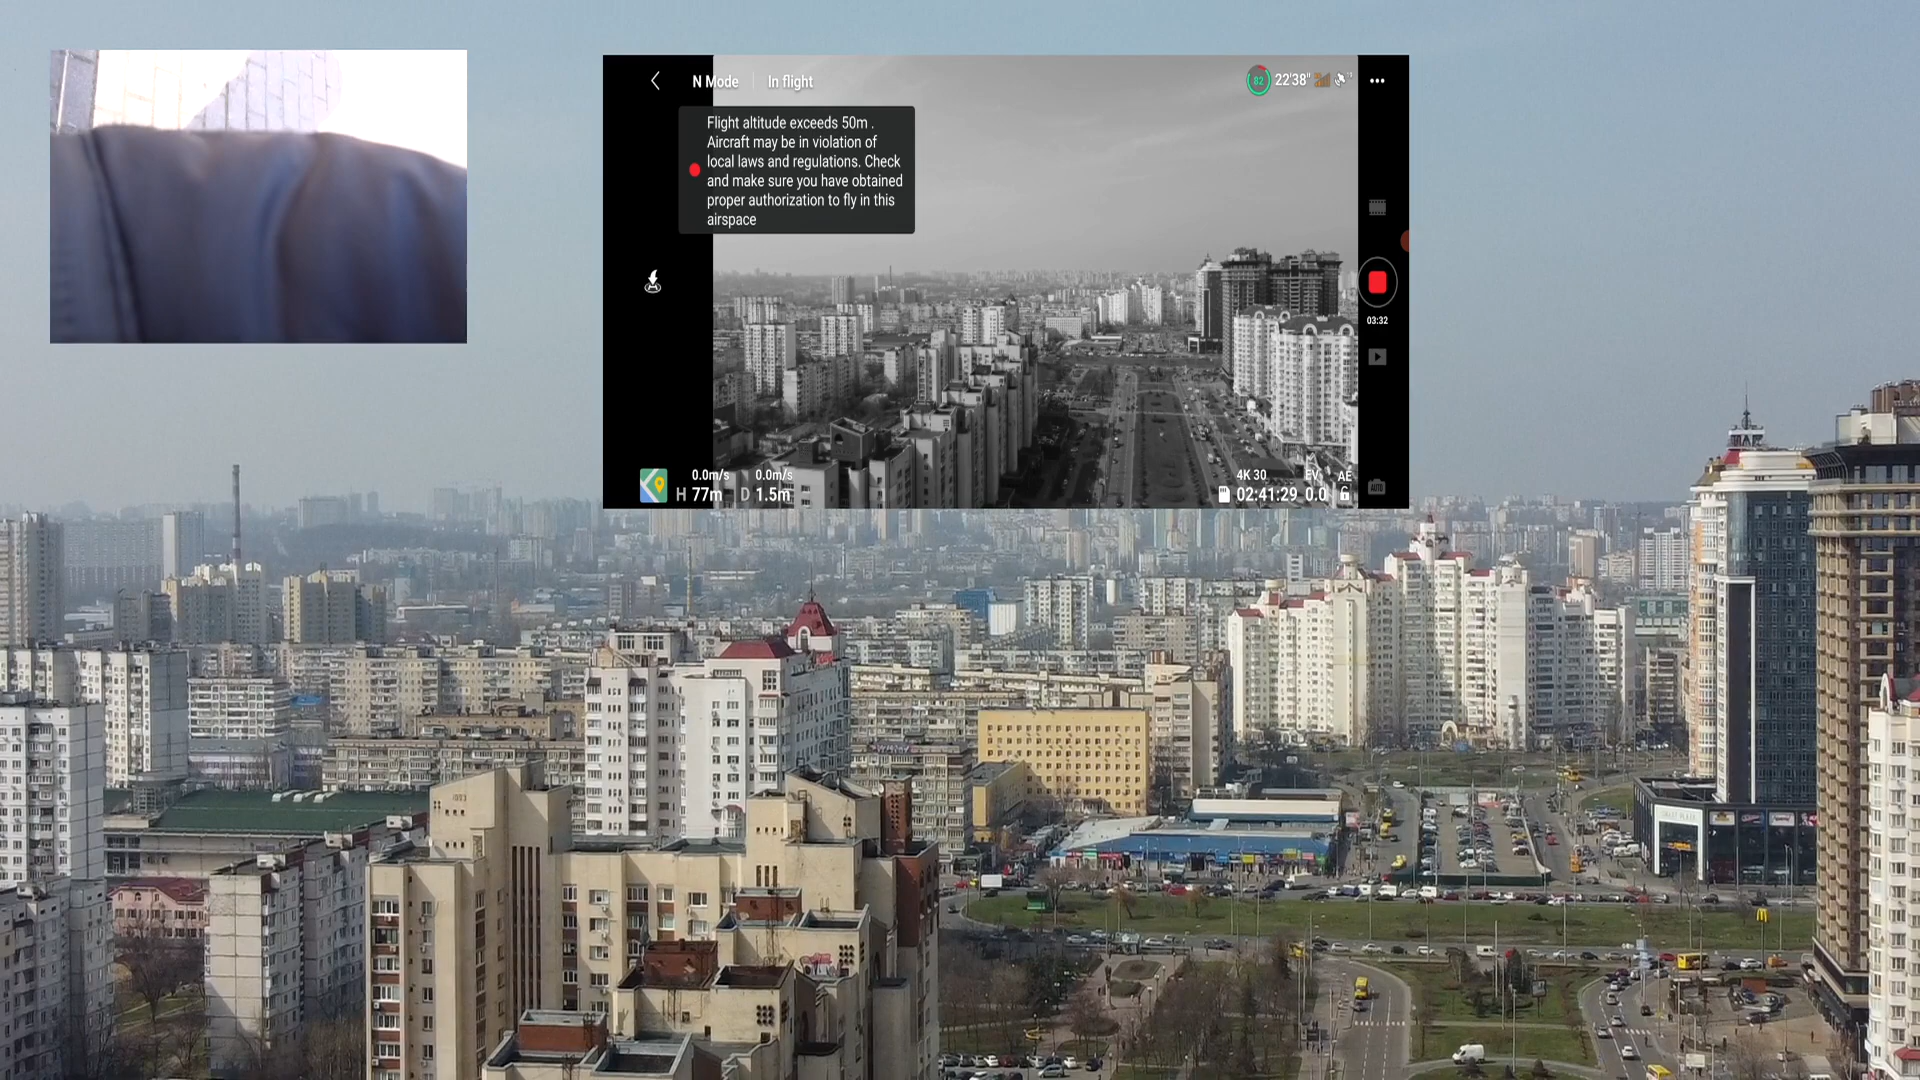 N Mode
In flight
82
22'38"
Flight altitude exceeds 50m .
Aircraft may be in violation of
local laws and regulations. Check
and make sure you have obtained
proper authorization to fly in this
airspace
03:32
0.0m/s 0.0m/s
H 77m D 1.5m
4K 30 EV AE
02:41:29 0.0
AUTO